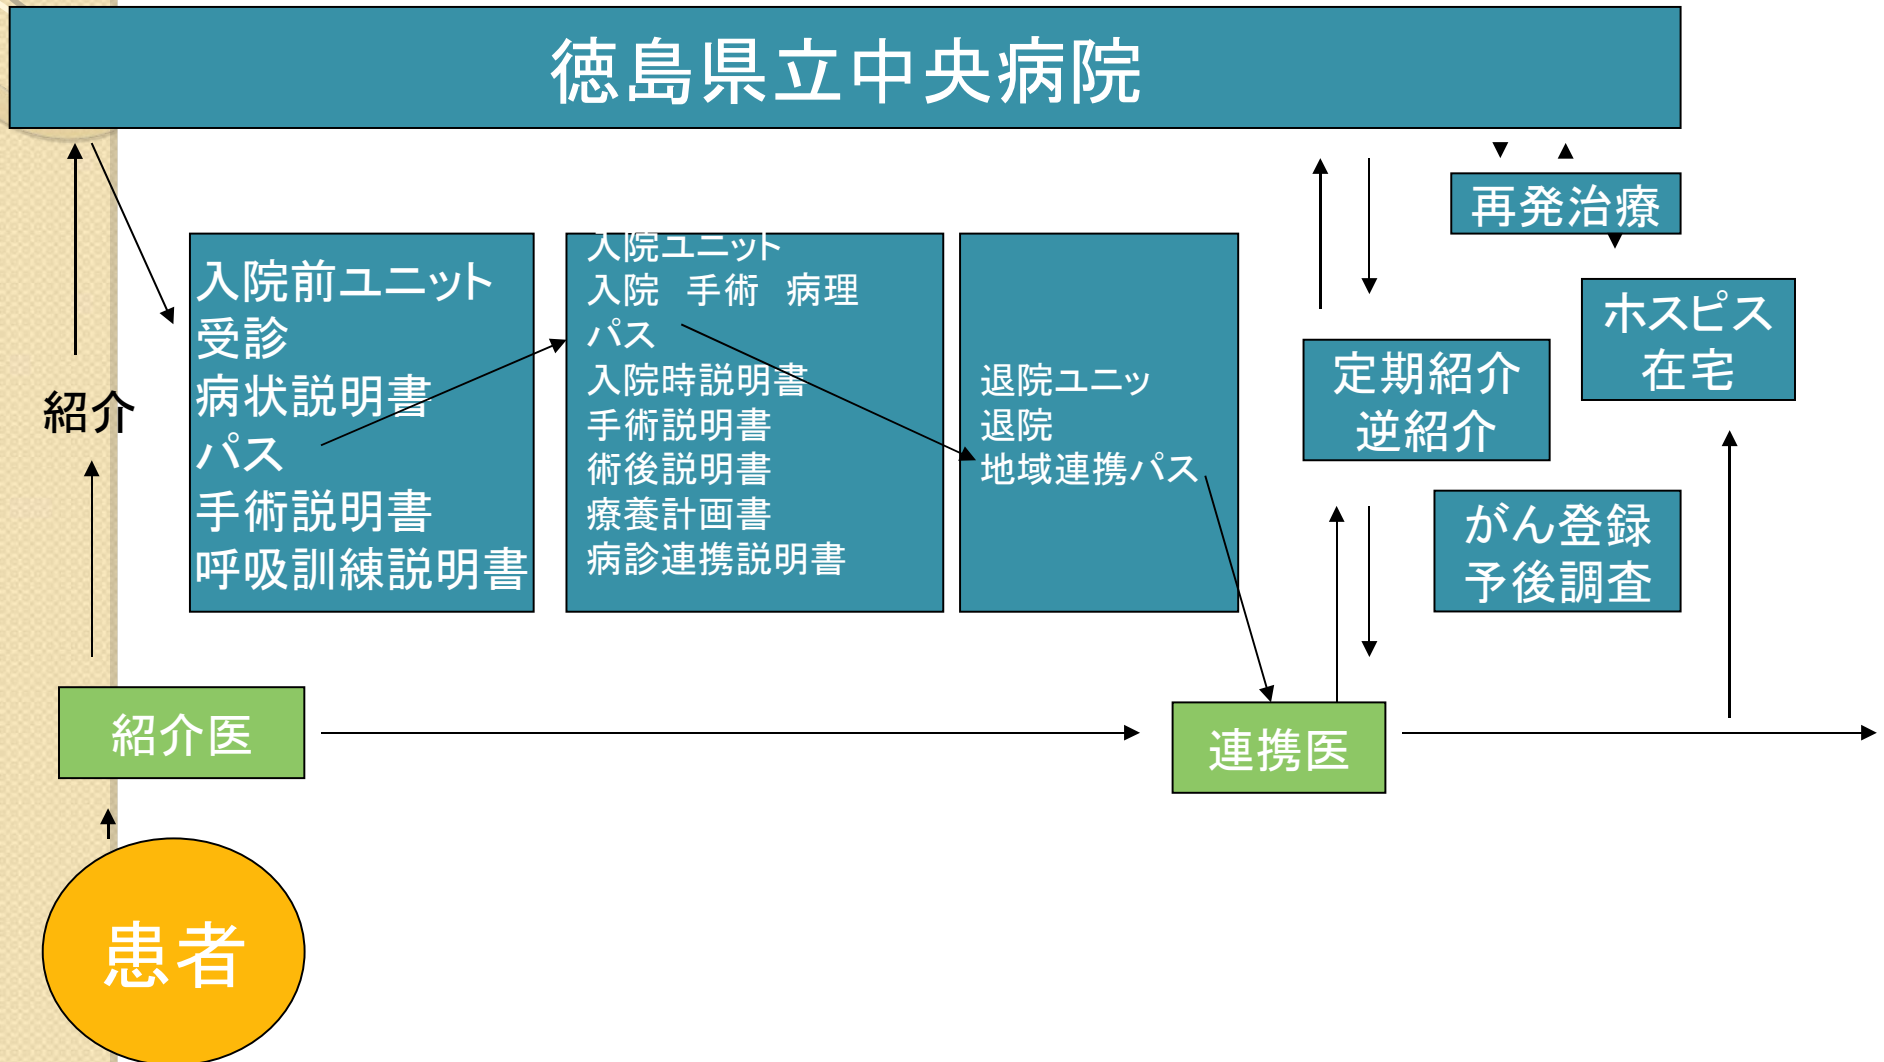 徳島県立中央病院
紹介
入院前ユニット
受診
病状説明書
パス
手術説明書
呼吸訓練説明書
入院ユニット
入院　手術　病理
パス
入院時説明書
手術説明書
術後説明書
療養計画書
病診連携説明書
退院ユニッ
退院
地域連携パス
再発治療
ホスピス
在宅
定期紹介
逆紹介
がん登録
予後調査
紹介医
連携医
患者